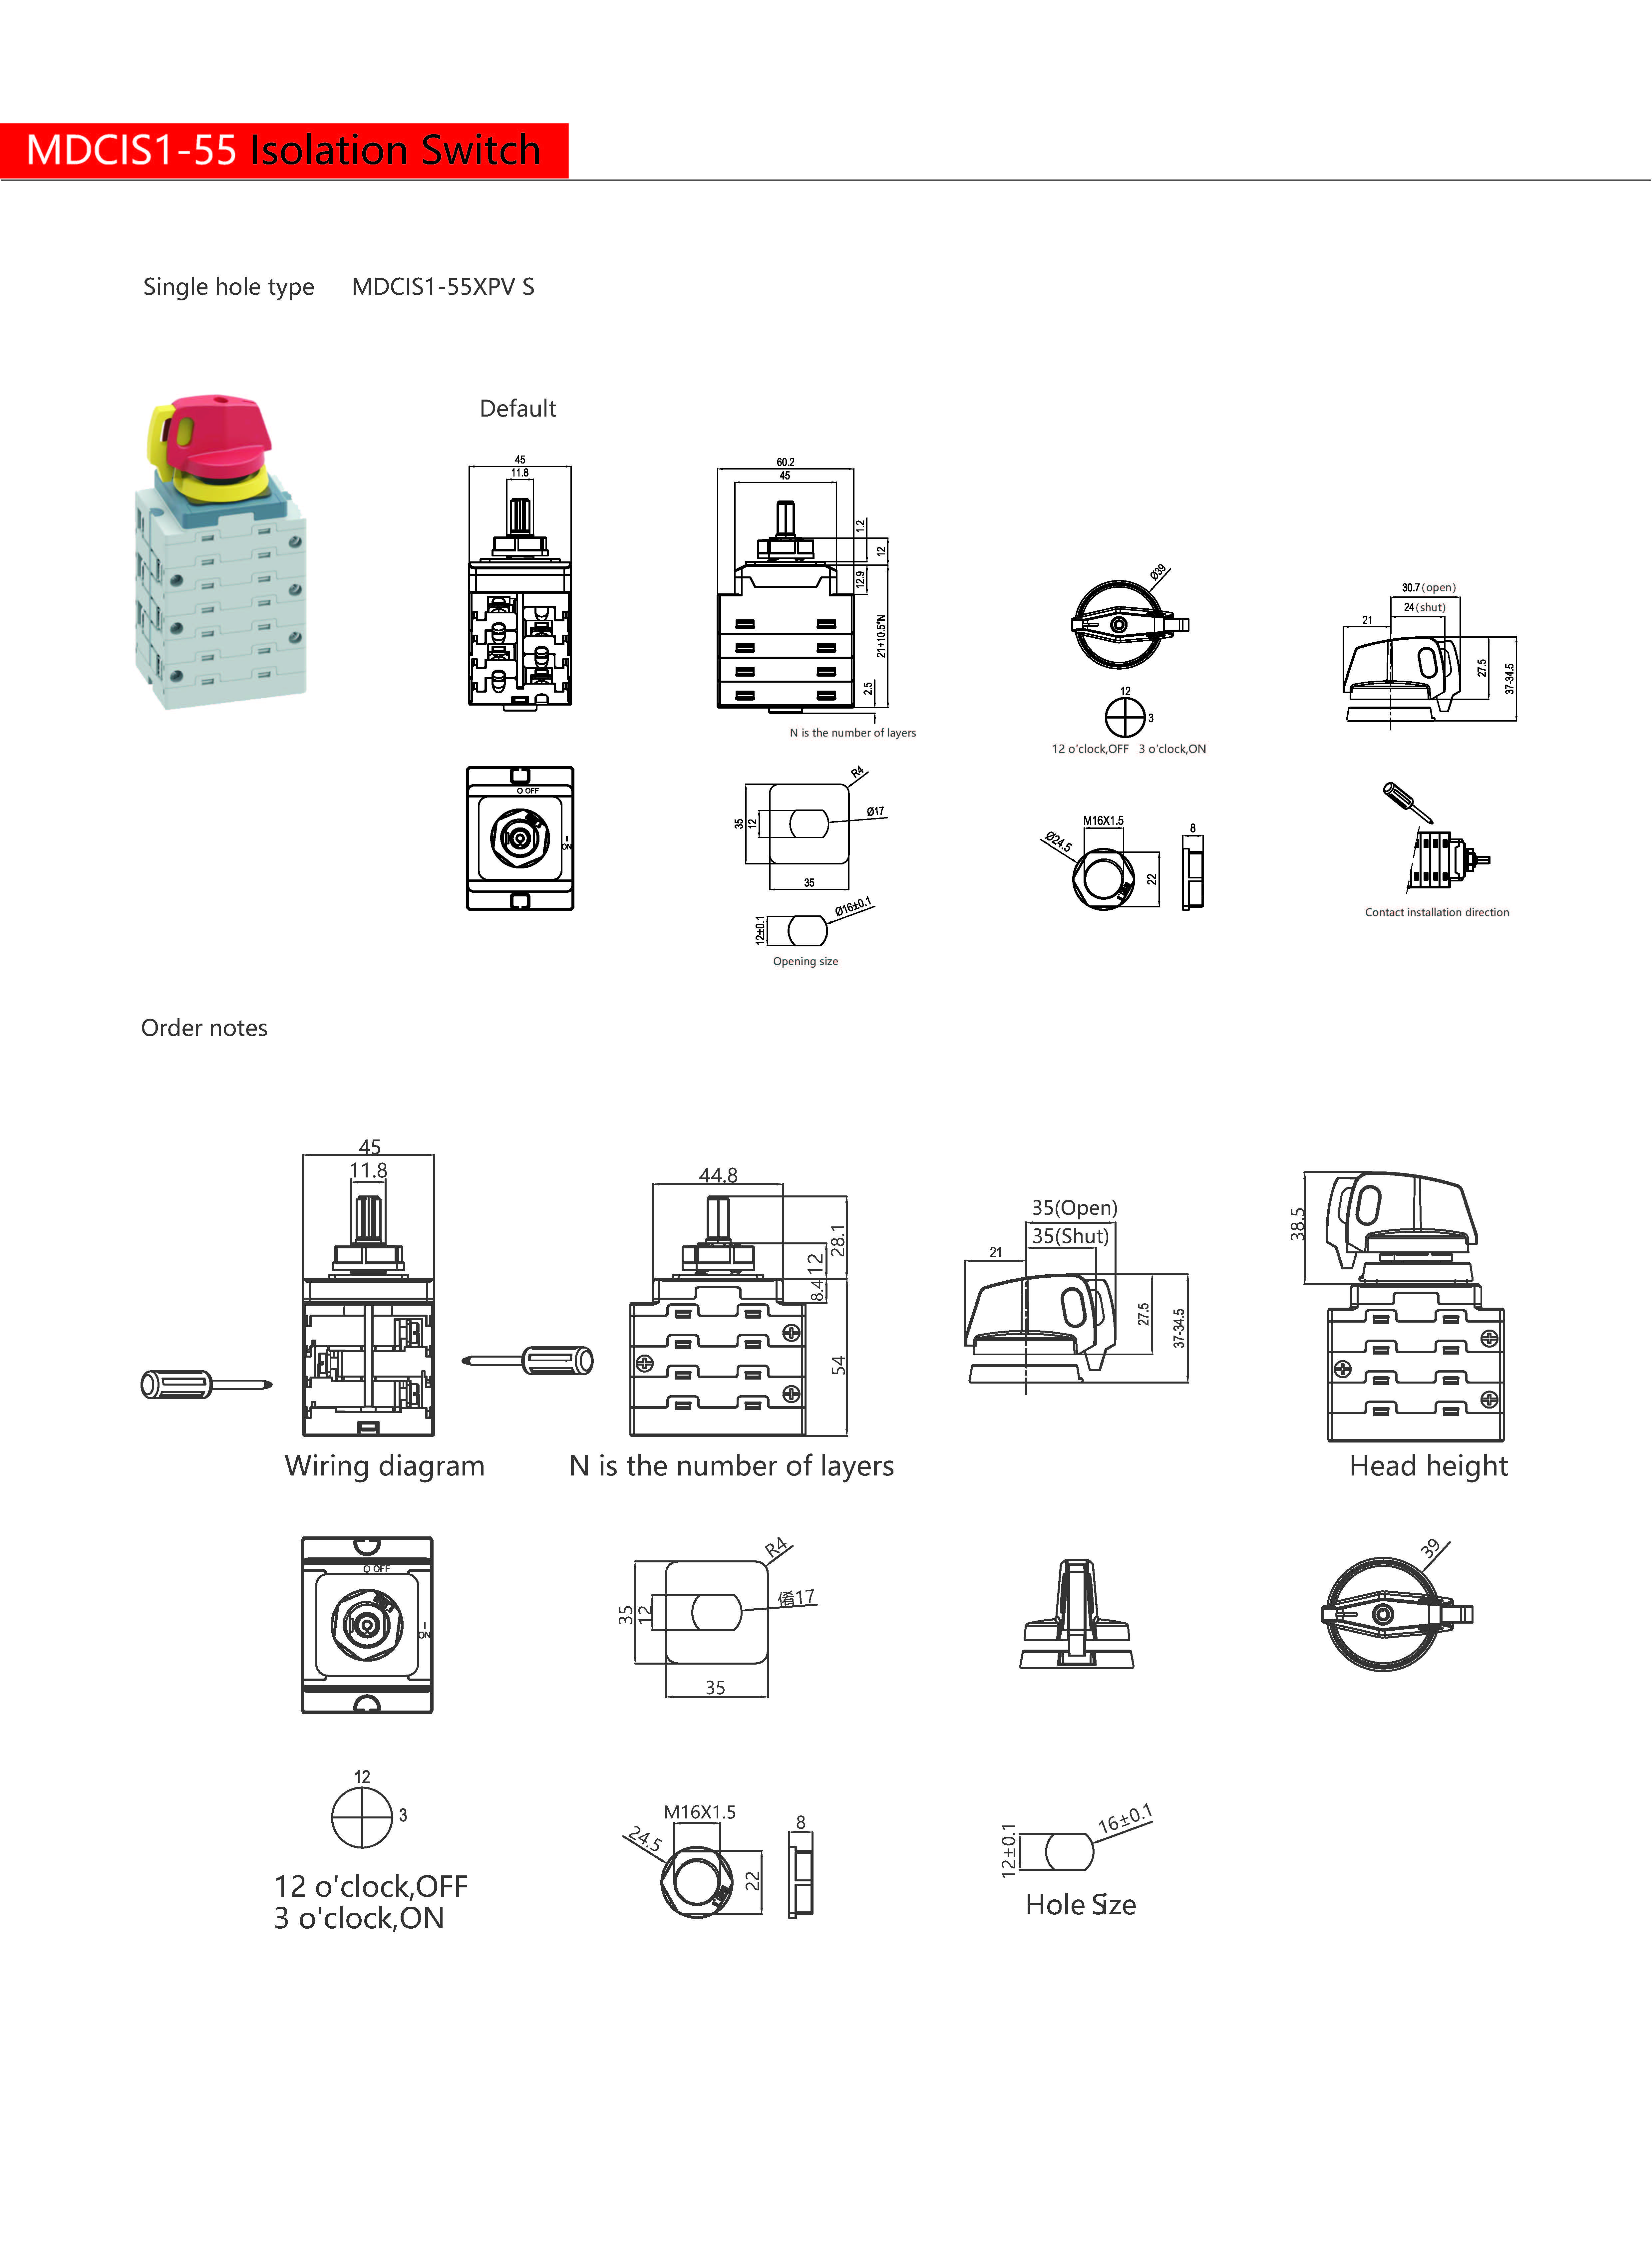 MDCIS1-55 Isolation Switch
Single hole type MDCIS1-55XPV S
Default
45
11.8
60.2
45
1.2
12
12.9
21+10.5*N
2.5
N is the number of layers
Ø39
12
3
12 o'clock,OFF 3 o'clock,ON
30.7(open)
24(shut)
21
27.5
37-34.5
O OFF
I
ON
R4
Ø17
35
12
35
Ø16±0.1
12±0.1
Opening size
M16X1.5
Ø24.5
22
8
Contact installation direction
Order notes
45
11.8
Wiring diagram
44.8
28.1
12
8.4
54
N is the number of layers
35(Open)
35(Shut)
21
27.5
37-34.5
38.5
Head height
O OFF
I
ON
R4
脩17
35
12
35
39
12
3
12 o'clock,OFF
3 o'clock,ON
M16X1.5
24.5
22
8
16±0.1
12±0.1
Hole Size